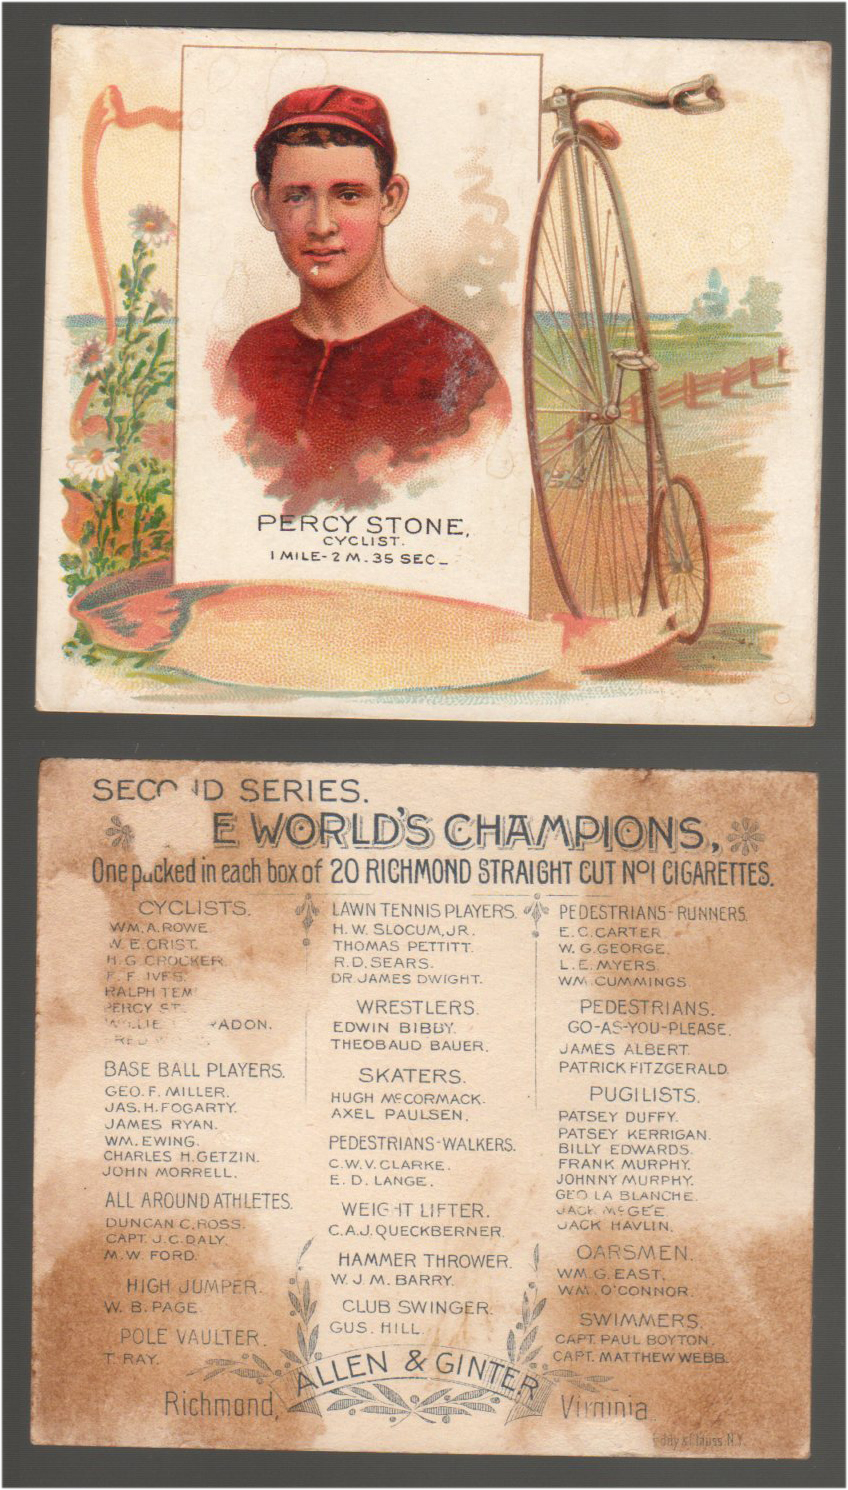 PERCY STONE,
CYCLIST.
1 MILE-2 M. 35 SEC_
SECOND SERIES.
E WORLD'S CHAMPIONS,
One packed in each box of 20 RICHMOND STRAIGHT CUT Nº1 CIGARETTES.
CYCLISTS.
WM. A. ROWE.
W. E. CRIST.
H. G. CROCKER.
IVES.
RALPH TEM
PERCY ST
ADON.
BASE BALL PLAYERS.
GEO. F. MILLER.
JAS. H. FOGARTY.
JAMES RYAN.
WM. EWING.
CHARLES H. GETZIN.
JOHN MORRELL.
ALL AROUND ATHLETES.
DUNCAN C. ROSS.
CAPT. J. C. DALY.
M. W. FORD.
HIGH JUMPER.
W. B. PAGE.
POLE VAULTER.
T. RAY.
LAWN TENNIS PLAYERS.
H. W. SLOCUM, JR.
THOMAS PETTITT.
R. D. SEARS.
DR. JAMES DWIGHT.
WRESTLERS.
EDWIN BIBBY.
THEOBAUD BAUER.
SKATERS.
HUGH McCORMACK.
AXEL PAULSEN.
PEDESTRIANS-WALKERS.
C. W. V. CLARKE.
E. D. LANGE.
WEIGHT LIFTER.
C. A. J. QUECKBERNER.
HAMMER THROWER.
W. J. M. BARRY.
CLUB SWINGER.
GUS. HILL.
PEDESTRIANS-RUNNERS.
E. C. CARTER.
W. G. GEORGE.
L. E. MYERS.
WM. CUMMINGS.
PEDESTRIANS.
GO-AS-YOU-PLEASE.
JAMES ALBERT.
PATRICK FITZGERALD.
PUGILISTS.
PATSEY DUFFY.
PATSEY KERRIGAN.
BILLY EDWARDS.
FRANK MURPHY.
JOHNNY MURPHY.
GEO LA BLANCHE.
JACK McGEE.
JACK HAVLIN.
OARSMEN.
WM. G. EAST.
WM. O'CONNOR.
SWIMMERS.
CAPT. PAUL BOYTON.
CAPT. MATTHEW WEBB.
ALLEN & GINTER
Richmond, Virginia.
N.Y.